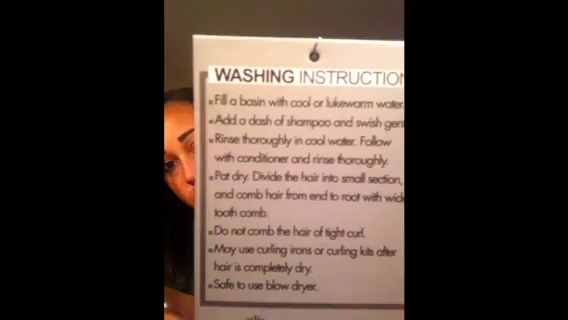 WASHING INSTRUCTION
• Fill a basin with cool or lukewarm water
• Add a dash of shampoo and swish gen
• Rinse thoroughly in cool water. Follow
with conditioner and rinse thoroughly.
• Pat dry. Divide the hair into small section,
and comb hair from end to root with wid
tooth comb.
• Do not comb the hair of tight curl.
• May use curling irons or curling kits after
hair is completely dry.
• Safe to use blow dryer.